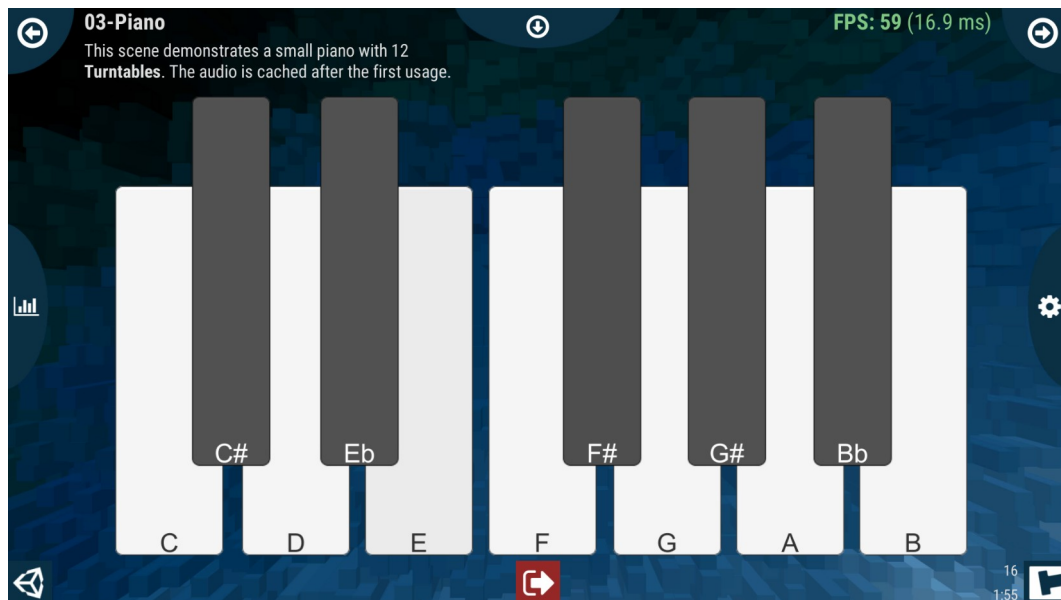 03-Piano
FPS: 59 (16.9 ms)
This scene demonstrates a small piano with 12
Turntables. The audio is cached after the first usage.
C#
Eb
F#
G#
Bb
C
D
E
F
G
A
B
16
1:55